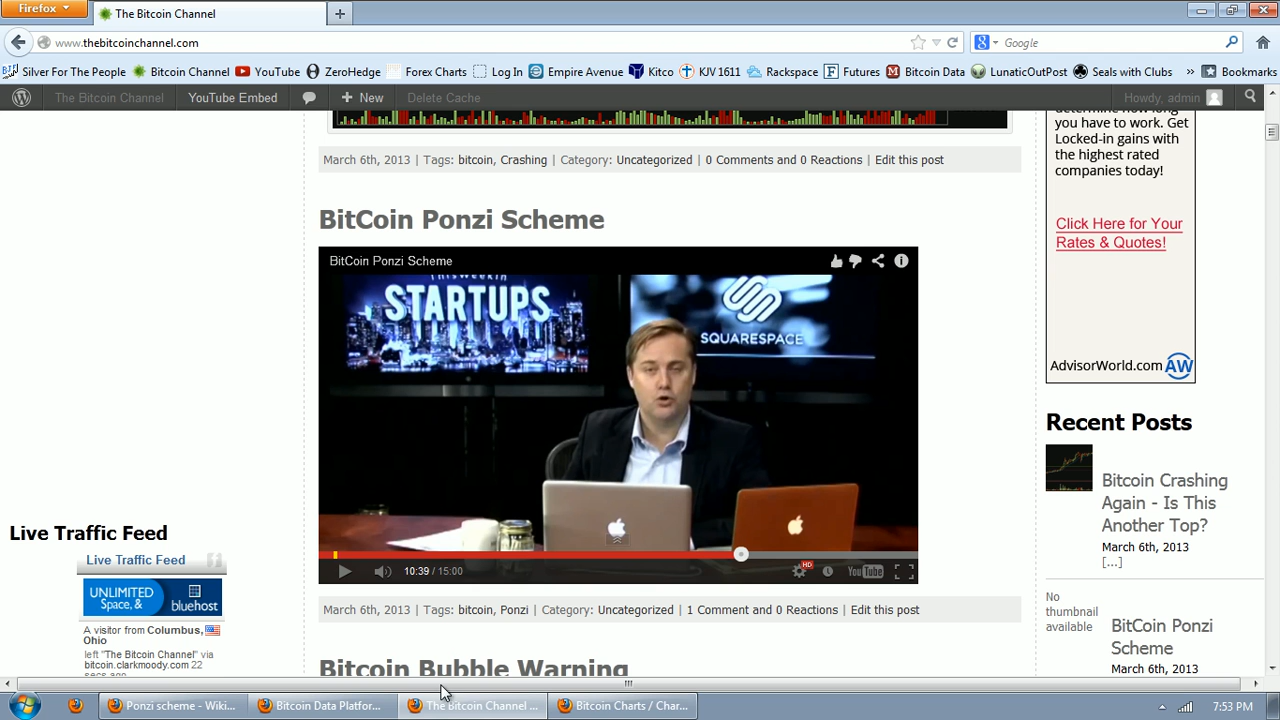 Firefox
The Bitcoin Channel
www.thebitcoinchannel.com
Google
Silver For The People
Bitcoin Channel
YouTube
ZeroHedge
Forex Charts
Log In
Empire Avenue
Kitco
KJV 1611
Rackspace
Futures
Bitcoin Data
LunaticOutPost
Seals with Clubs
»
Bookmarks
The Bitcoin Channel
YouTube Embed
New
Delete Cache
Howdy, admin
March 6th, 2013 | Tags: bitcoin, Crashing | Category: Uncategorized | 0 Comments and 0 Reactions | Edit this post
BitCoin Ponzi Scheme
BitCoin Ponzi Scheme
THISWEEKIN
STARTUPS
SQUARESPACE
HD
10:39 / 15:00
YouTube
March 6th, 2013 | Tags: bitcoin, Ponzi | Category: Uncategorized | 1 Comment and 0 Reactions | Edit this post
Bitcoin Bubble Warning
Live Traffic Feed
Live Traffic Feed
UNLIMITED
Space, &
bluehost
A visitor from Columbus,
Ohio
left "The Bitcoin Channel" via
bitcoin.clarkmoody.com 22
secs ago
you have to work. Get
Locked-in gains with
the highest rated
companies today!
Click Here for Your
Rates & Quotes!
AdvisorWorld.com AW
Recent Posts
Bitcoin Crashing
Again - Is This
Another Top?
March 6th, 2013
[...]
No
thumbnail
available
BitCoin Ponzi
Scheme
March 6th, 2013
Ponzi scheme - Wiki...
Bitcoin Data Platfor...
The Bitcoin Channel ...
Bitcoin Charts / Char...
7:53 PM